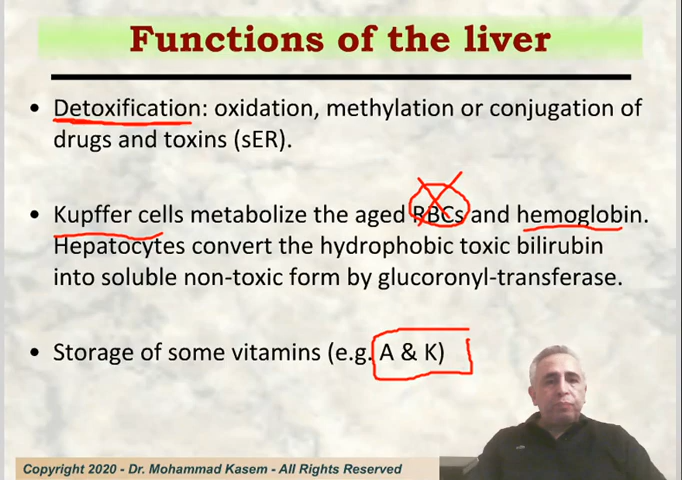 Functions of the liver
• Detoxification: oxidation, methylation or conjugation of
drugs and toxins (sER).
• Kupffer cells metabolize the aged RBCs and hemoglobin.
Hepatocytes convert the hydrophobic toxic bilirubin
into soluble non-toxic form by glucoronyl-transferase.
• Storage of some vitamins (e.g. A & K)
Copyright 2020 - Dr. Mohammad Kasem - All Rights Reserved